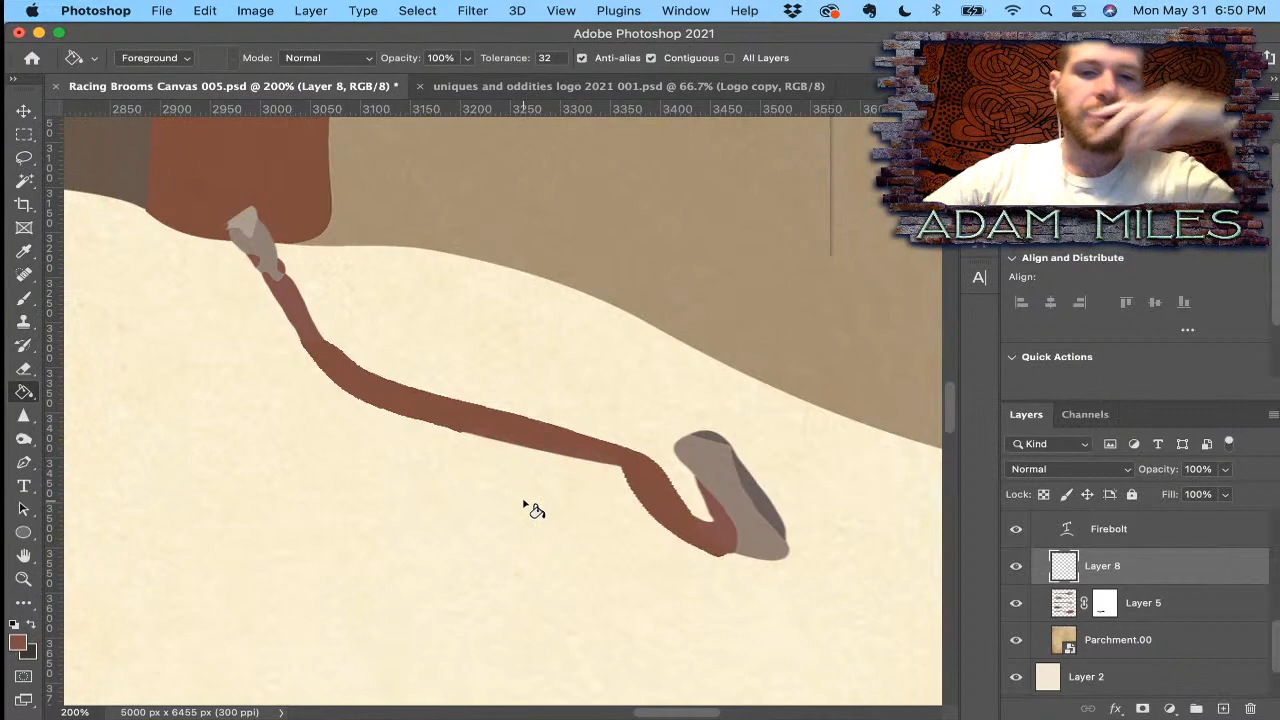 Photoshop File Edit Image Layer Type Select Filter 3D View Plugins Window Help Mon May 31 6:50 PM
Adobe Photoshop 2021
Foreground Mode: Normal Opacity: 100% Tolerance: 32 Anti-alias Contiguous All Layers
Racing Brooms Canvas 005.psd @ 200% (Layer 8, RGB/8) * uniques and oddities logo 2021 001.psd @ 66.7% (Logo copy, RGB/8)
2850 2900 2950 3000 3050 3100 3150 3200 3250 3300 3350 3400 3450 3500
ADAM MILES
Align and Distribute
Align:
Quick Actions
Layers Channels
Kind
Normal Opacity: 100%
Lock: Fill: 100%
Firebolt
Layer 8
Layer 5
Parchment.00
Layer 2
200% 5000 px x 6455 px (300 ppi)